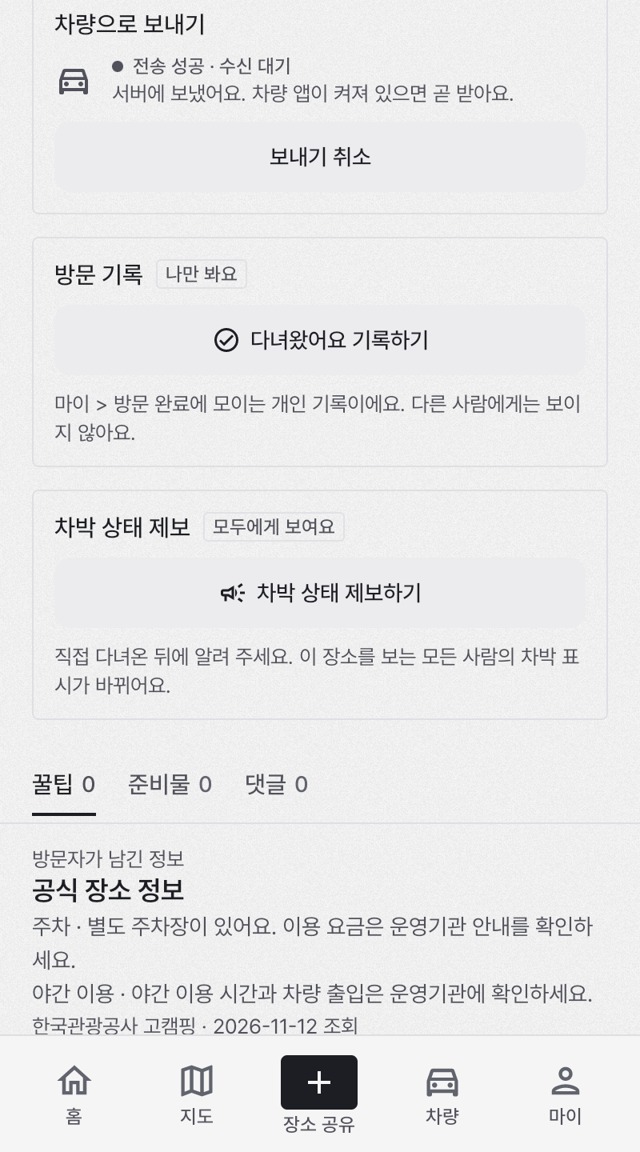 차량으로 보내기
● 전송 성공 · 수신 대기
서버에 보냈어요. 차량 앱이 켜져 있으면 곧 받아요.
보내기 취소
방문 기록 나만 봐요
다녀왔어요 기록하기
마이 > 방문 완료에 모이는 개인 기록이에요. 다른 사람에게는 보이
지 않아요.
차박 상태 제보 모두에게 보여요
차박 상태 제보하기
직접 다녀온 뒤에 알려 주세요. 이 장소를 보는 모든 사람의 차박 표
시가 바뀌어요.
꿀팁 0 준비물 0 댓글 0
방문자가 남긴 정보
공식 장소 정보
주차 · 별도 주차장이 있어요. 이용 요금은 운영기관 안내를 확인하
세요.
야간 이용 · 야간 이용 시간과 차량 출입은 운영기관에 확인하세요.
한국관광공사 고캠핑 · 2026-11-12 조회
홈 지도 장소 공유 차량 마이